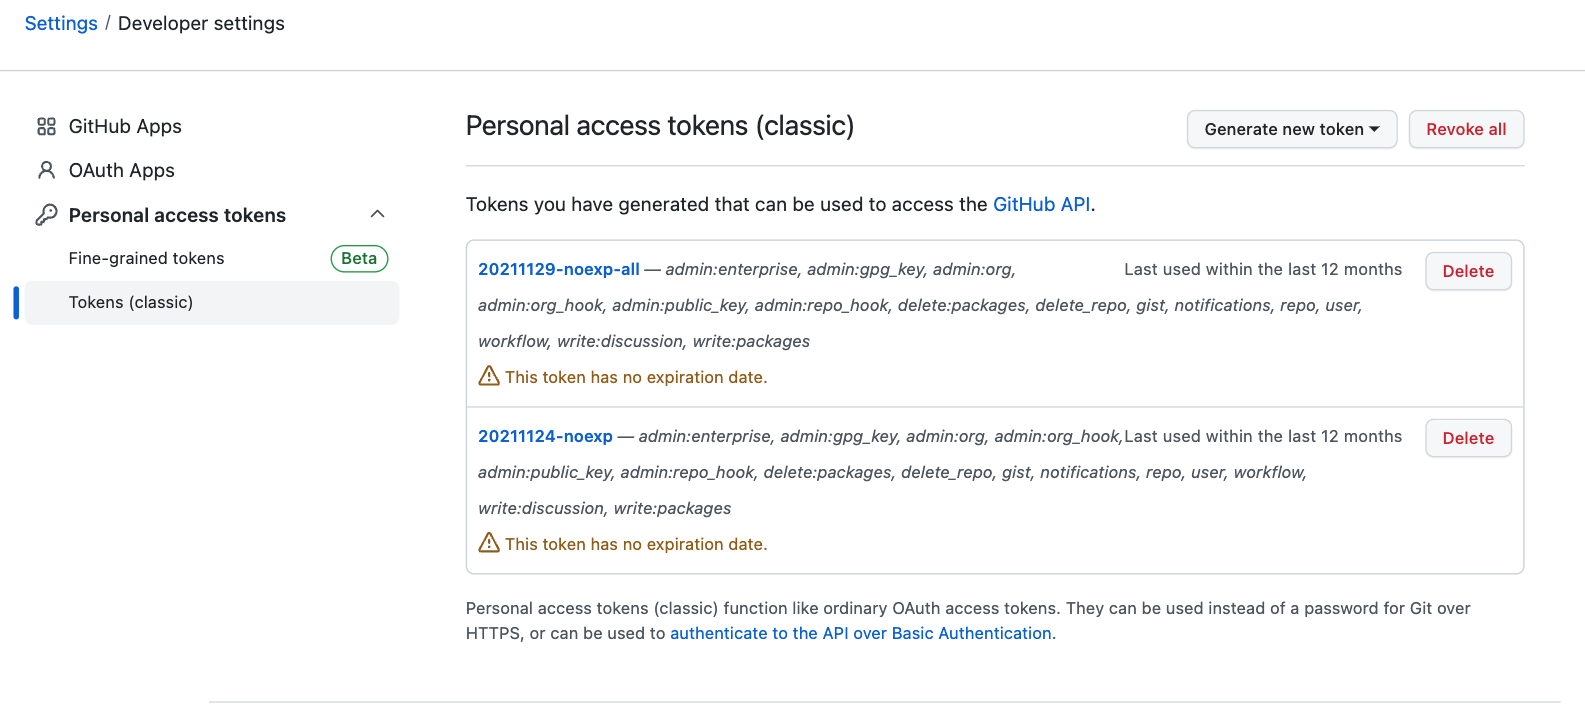 Settings / Developer settings
GitHub Apps
OAuth Apps
Personal access tokens
Fine-grained tokens
Beta
Tokens (classic)
Personal access tokens (classic)
Generate new token
Revoke all
Tokens you have generated that can be used to access the GitHub API.
20211129-noexp-all — admin:enterprise, admin:gpg_key, admin:org,
Last used within the last 12 months
Delete
admin:org_hook, admin:public_key, admin:repo_hook, delete:packages, delete_repo, gist, notifications, repo, user,
workflow, write:discussion, write:packages
This token has no expiration date.
20211124-noexp — admin:enterprise, admin:gpg_key, admin:org, admin:org_hook,
Last used within the last 12 months
Delete
admin:public_key, admin:repo_hook, delete:packages, delete_repo, gist, notifications, repo, user, workflow,
write:discussion, write:packages
This token has no expiration date.
Personal access tokens (classic) function like ordinary OAuth access tokens. They can be used instead of a password for Git over
HTTPS, or can be used to authenticate to the API over Basic Authentication.